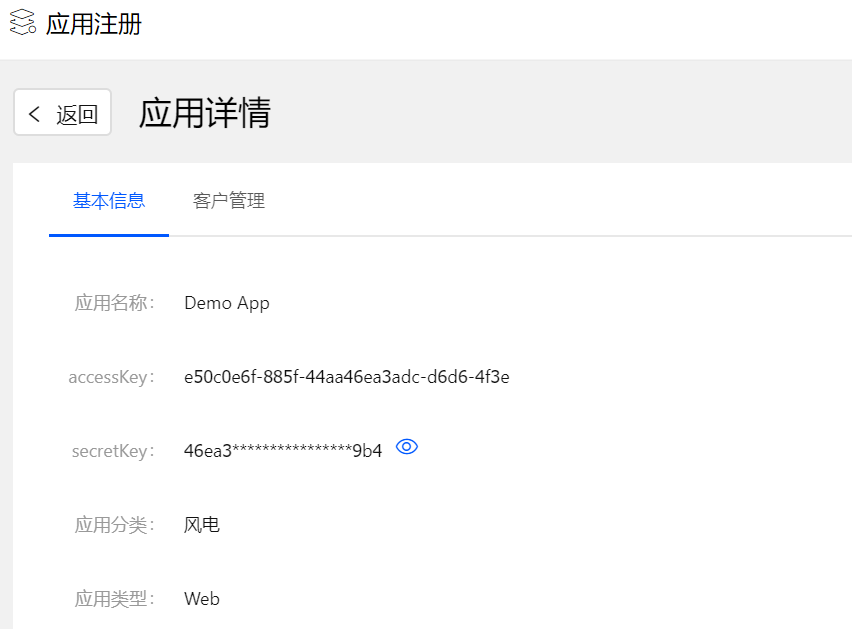 应用注册
返回 应用详情
基本信息 客户管理
应用名称： Demo App
accessKey： e50c0e6f-885f-44aa46ea3adc-d6d6-4f3e
secretKey： 46ea3****************9b4
应用分类： 风电
应用类型： Web